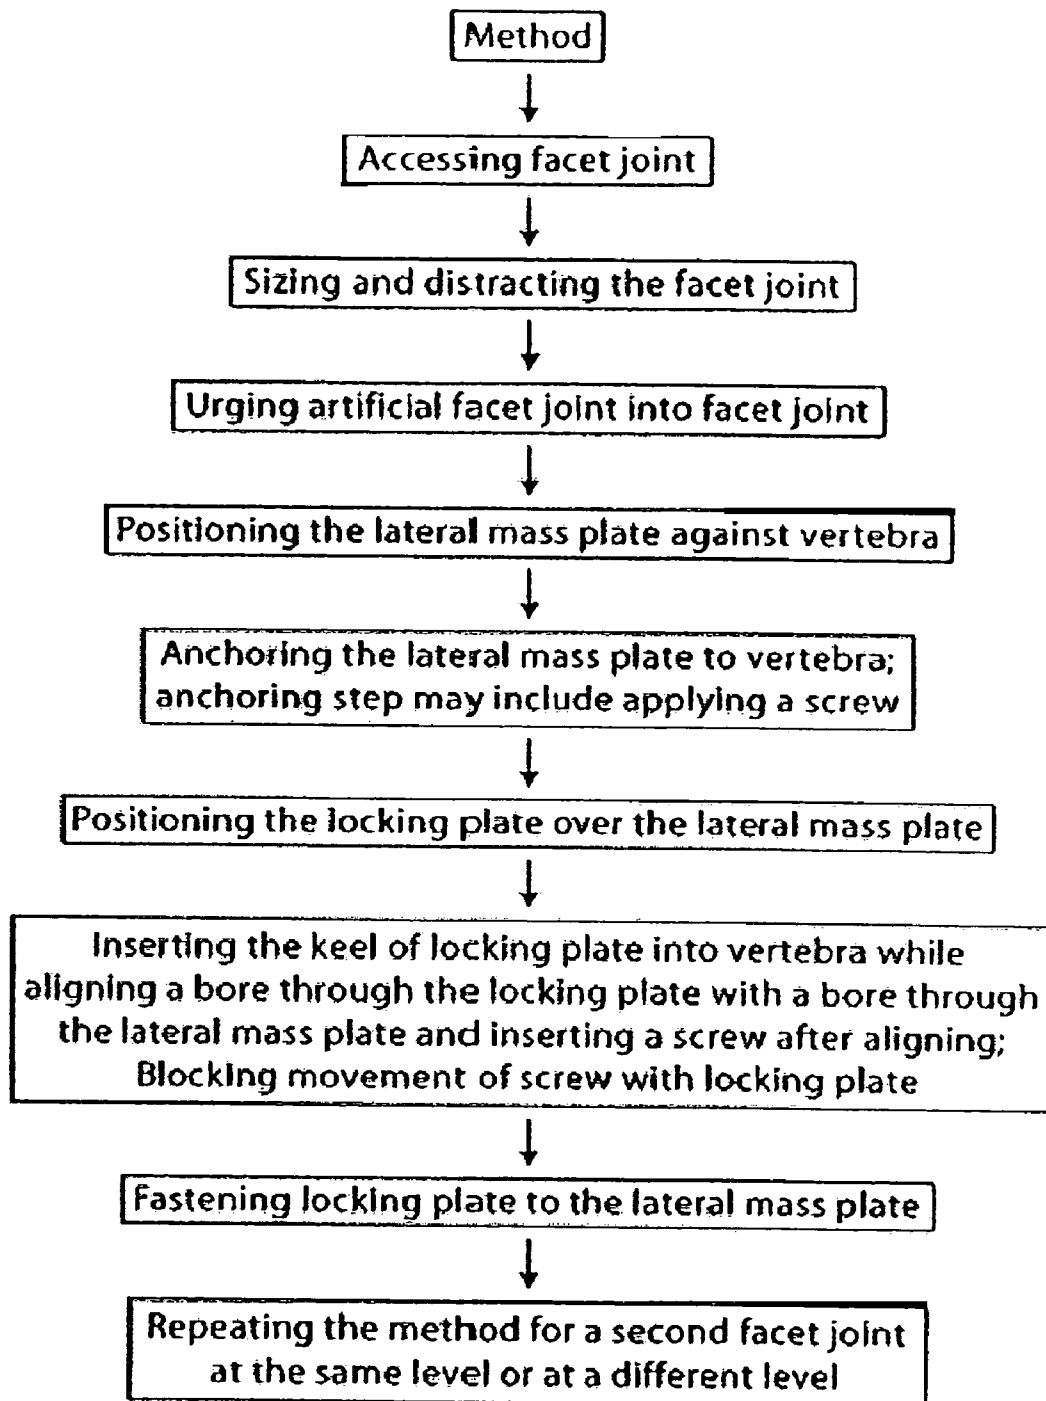 Method
Accessing facet joint
Sizing and distracting the facet joint
Urging artificial facet joint into facet joint
Positioning the lateral mass plate against vertebra
Anchoring the lateral mass plate to vertebra;
anchoring step may include applying a screw
Positioning the locking plate over the lateral mass plate
Inserting the keel of locking plate into vertebra while
aligning a bore through the locking plate with a bore through
the lateral mass plate and inserting a screw after aligning;
Blocking movement of screw with locking plate
Fastening locking plate to the lateral mass plate
Repeating the method for a second facet joint
at the same level or at a different level